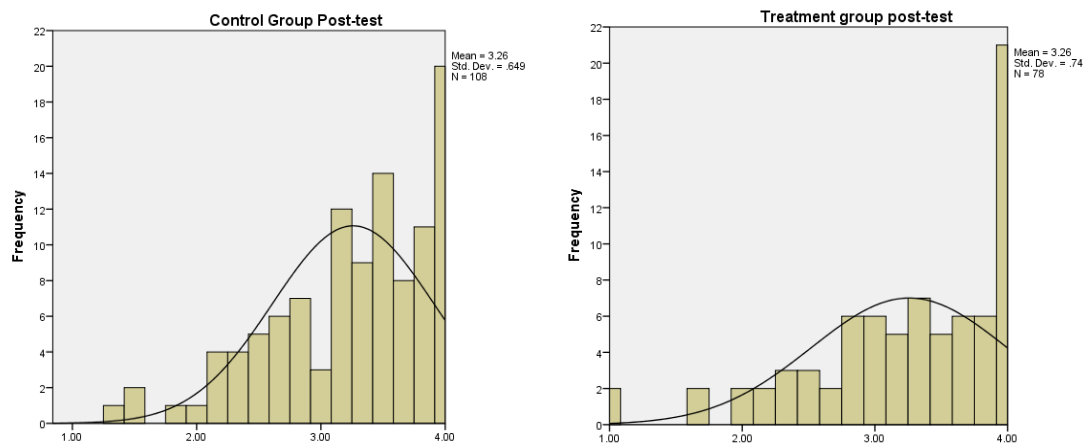 Control Group Post-test
22
20
18
16
14
12
10
8
6
4
2
0
Frequency
1.00 2.00 3.00 4.00
Mean = 3.26
Std. Dev. = .649
N = 108
Treatment group post-test
22
20
18
16
14
12
10
8
6
4
2
0
Frequency
1.00 2.00 3.00 4.00
Mean = 3.26
Std. Dev. = .74
N = 78